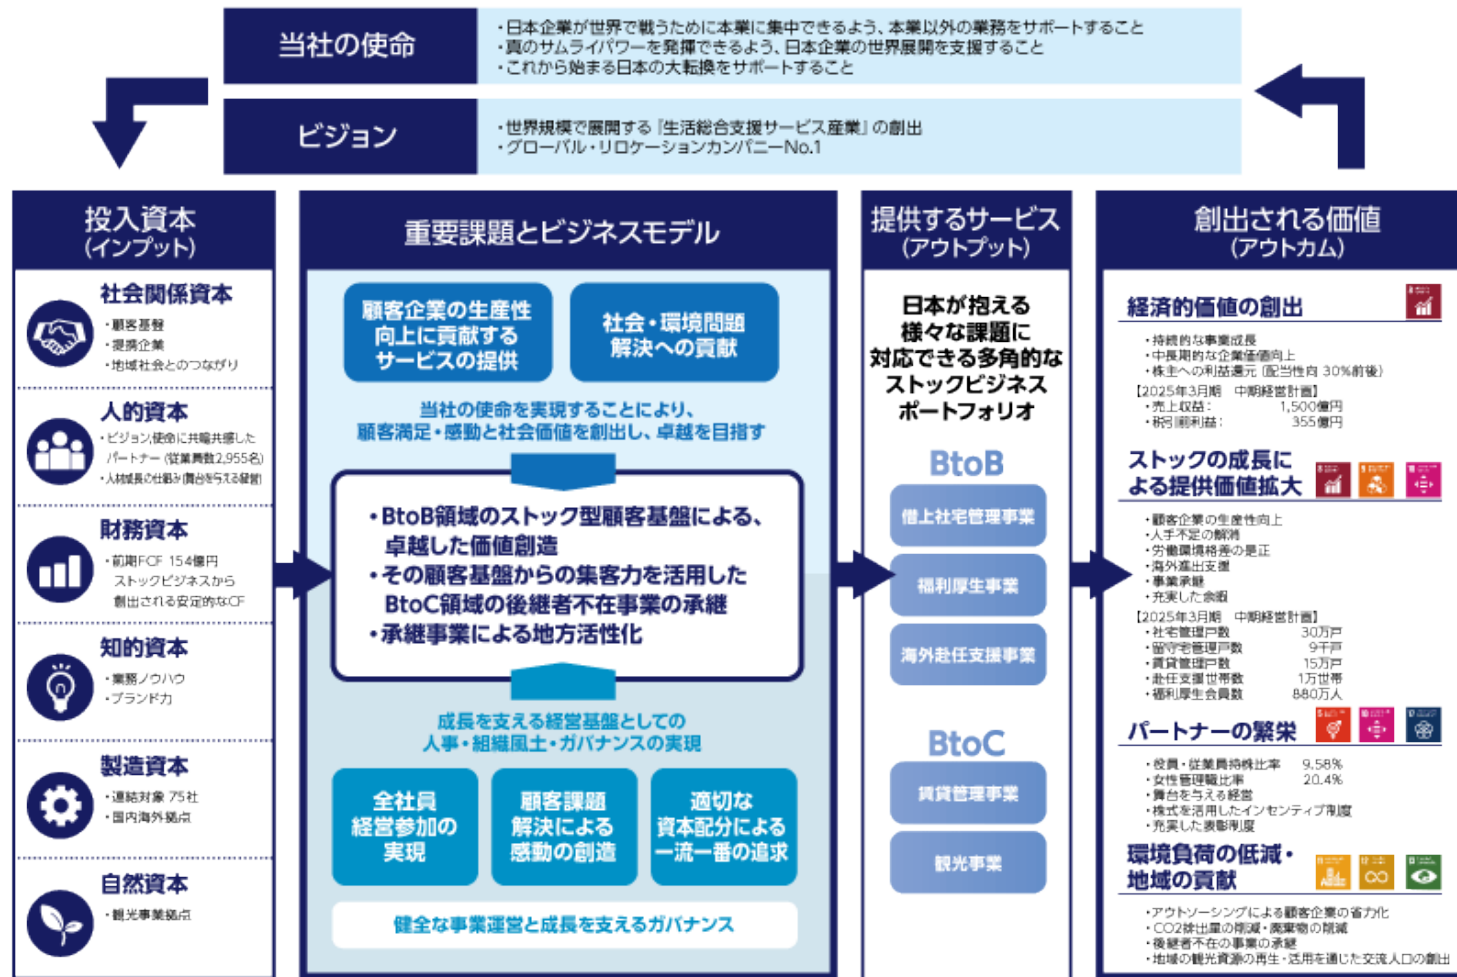 当社の使命
・日本企業が世界で戦うために本業に集中できるよう、本業以外の業務をサポートすること
・真のサムライパワーを発揮できるよう、日本企業の世界展開を支援すること
・これから始まる日本の大転換をサポートすること
ビジョン
・世界規模で展開する『生活総合支援サービス産業』の創出
・グローバル・リロケーションカンパニーNo.1
投入資本
(インプット)
社会関係資本
・顧客基盤
・提携企業
・地域社会とのつながり
人的資本
・ビジョン,使命に共鳴共感した
パートナー (従業員数2,955名)
・人材成長の仕組み(舞台を与える経営)
財務資本
・前期FCF 154億円
ストックビジネスから
創出される安定的なCF
知的資本
・業務ノウハウ
・ブランド力
製造資本
・連結対象 75社
・国内海外拠点
自然資本
・観光事業拠点
重要課題とビジネスモデル
顧客企業の生産性
向上に貢献する
サービスの提供
社会・環境問題
解決への貢献
当社の使命を実現することにより、
顧客満足・感動と社会価値を創出し、卓越を目指す
・BtoB領域のストック型顧客基盤による、
卓越した価値創造
・その顧客基盤からの集客力を活用した
BtoC領域の後継者不在事業の承継
・承継事業による地方活性化
成長を支える経営基盤としての
人事・組織風土・ガバナンスの実現
全社員
経営参加の
実現
顧客課題
解決による
感動の創造
適切な
資本配分による
一流一番の追求
健全な事業運営と成長を支えるガバナンス
提供するサービス
(アウトプット)
日本が抱える
様々な課題に
対応できる多角的な
ストックビジネス
ポートフォリオ
BtoB
借上社宅管理事業
福利厚生事業
海外赴任支援事業
BtoC
賃貸管理事業
観光事業
創出される価値
(アウトカム)
経済的価値の創出
・持続的な事業成長
・中長期的な企業価値向上
・株主への利益還元 (配当性向 30%前後)
【2025年3月期 中期経営計画】
・売上収益: 1,500億円
・税引前利益: 355億円
ストックの成長に
よる提供価値拡大
・顧客企業の生産性向上
・人手不足の解消
・労働環境格差の是正
・海外進出支援
・事業承継
・充実した余暇
【2025年3月期 中期経営計画】
・社宅管理戸数 30万戸
・留守宅管理戸数 9千戸
・賃貸管理戸数 15万戸
・赴任支援世帯数 1万世帯
・福利厚生会員数 880万人
パートナーの繁栄
・役員・従業員持株比率 9.58%
・女性管理職比率 20.4%
・舞台を与える経営
・株式を活用したインセンティブ制度
・充実した表彰制度
環境負荷の低減・
地域の貢献
・アウトソーシングによる顧客企業の省力化
・CO2排出量の削減・廃棄物の削減
・後継者不在の事業の承継
・地域の観光資源の再生・活用を通じた交流人口の創出